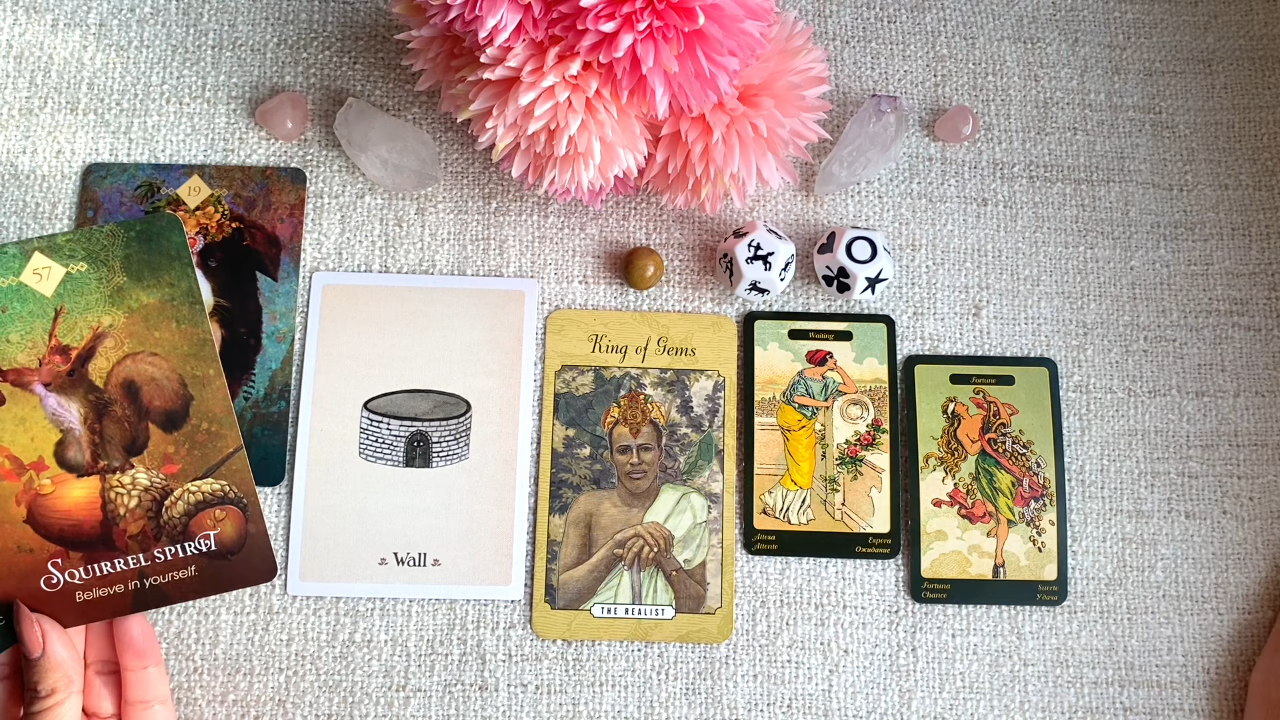 19
57
SQUIRREL SPIRIT
Believe in yourself.
Wall
King of Gems
THE REALIST
Waiting
Attesa
Attente
Espera
Ожидание
Fortune
Fortuna
Chance
Suerte
Удача